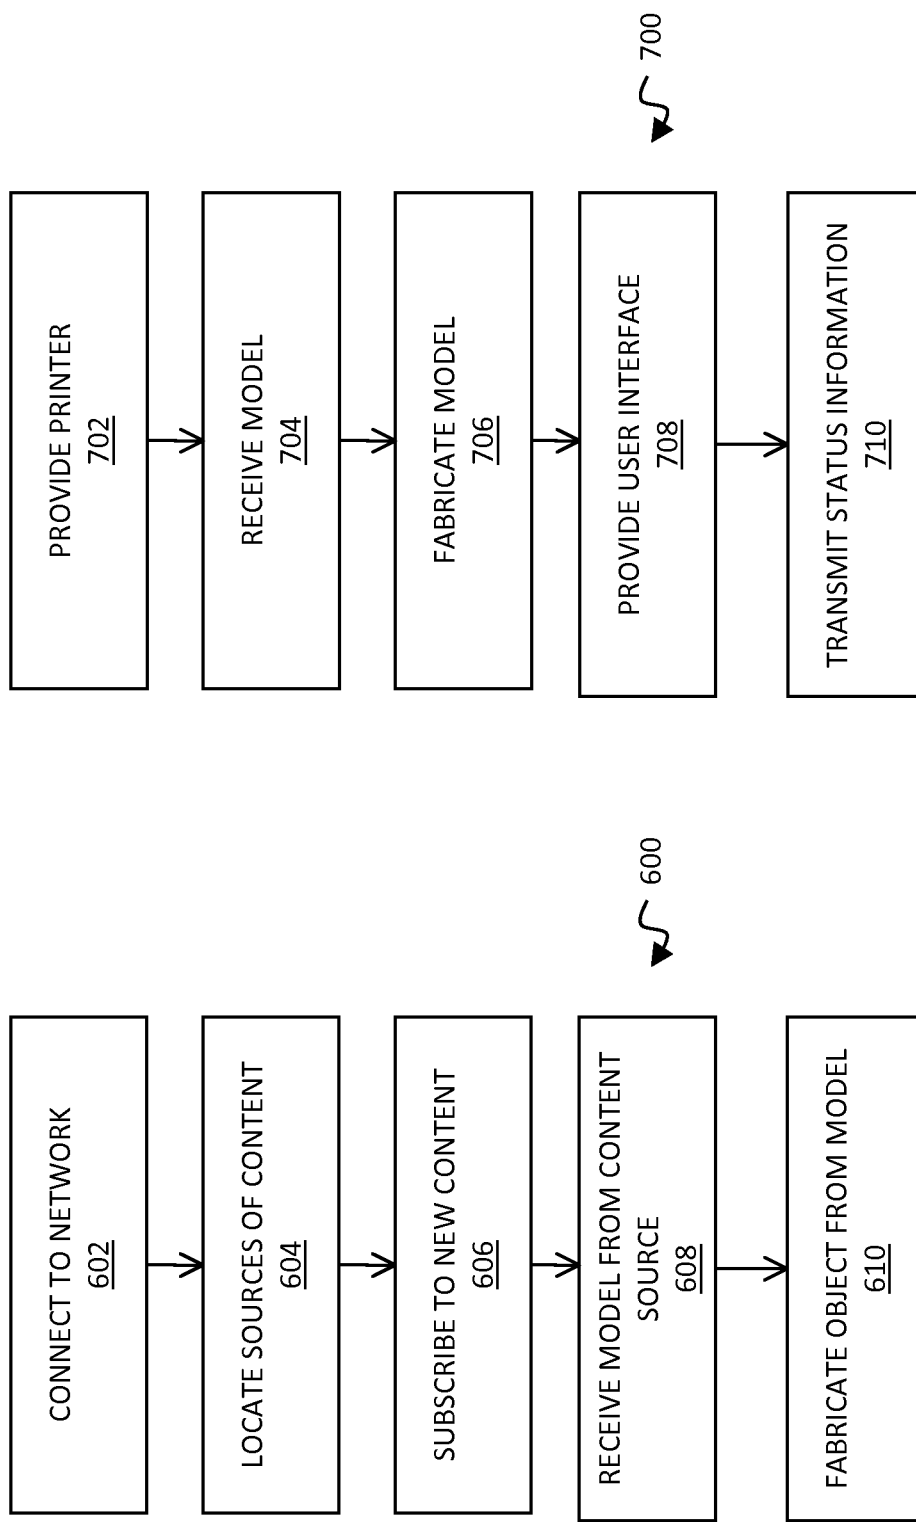 CONNECT TO NETWORK
602
LOCATE SOURCES OF CONTENT
604
SUBSCRIBE TO NEW CONTENT
606
RECEIVE MODEL FROM CONTENT
SOURCE
608
FABRICATE OBJECT FROM MODEL
610
600
PROVIDE PRINTER
702
RECEIVE MODEL
704
FABRICATE MODEL
706
PROVIDE USER INTERFACE
708
TRANSMIT STATUS INFORMATION
710
700